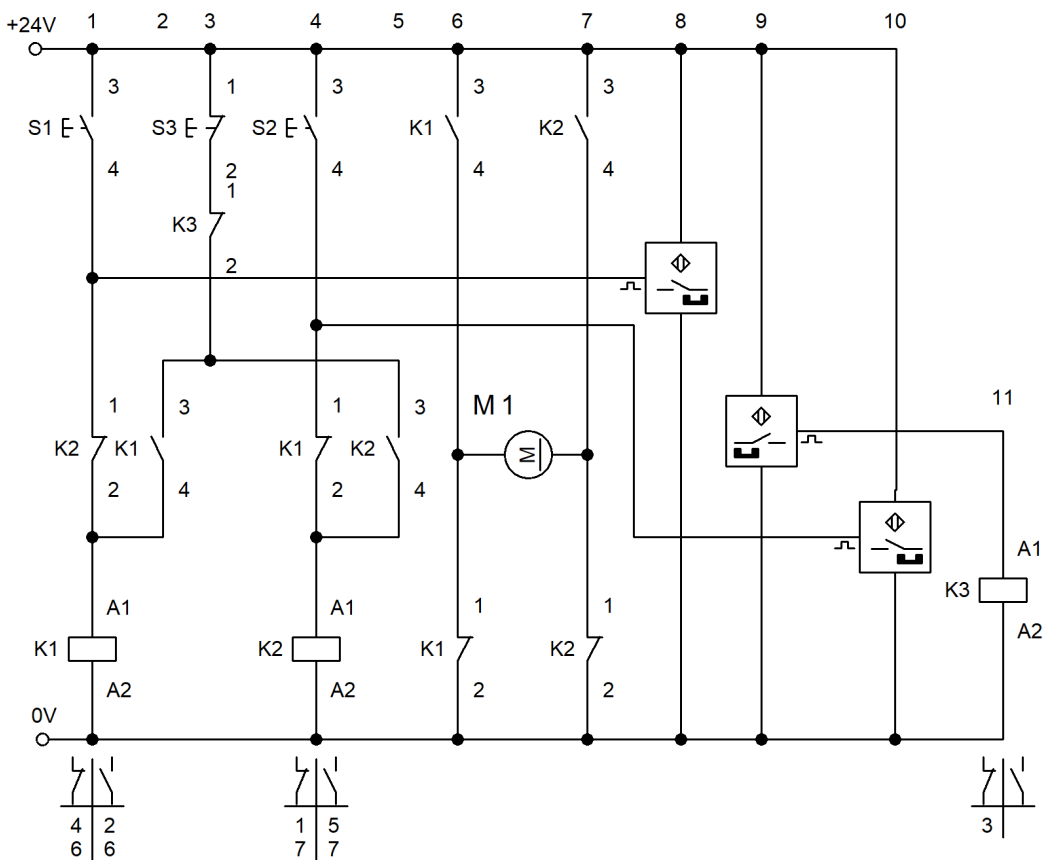 +24V 1 2 3 4 5 6 7 8 9 10
3 1 3 3 3
S1 S3 S2 K1 K2
4 2 4 4 4
1
K3
2
M 1 11
1 3 1 3
K2 K1 K1 K2 M
2 4 2 4
A1
K3
A1 A1 1 1
A2
K1 K2 K1 K2
A2 A2 2 2
0V
4 2 1 5 3
6 6 7 7